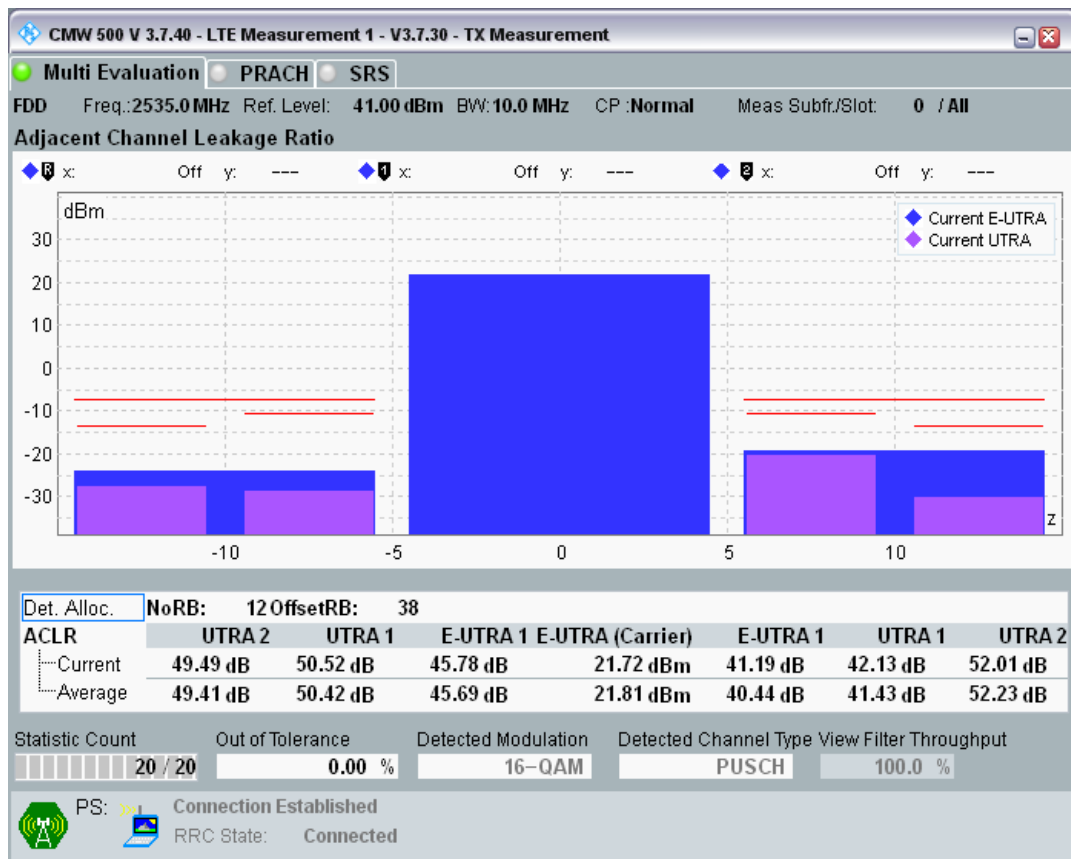 CMW 500 V 3.7.40 - LTE Measurement 1 - V3.7.30 - TX Measurement
Multi Evaluation PRACH SRS
FDD Freq.:2535.0 MHz Ref. Level: 41.00 dBm BW:10.0 MHz CP :Normal Meas Subfr./Slot: 0 / All
Adjacent Channel Leakage Ratio
R x: Off y: --- 1 x: Off y: --- 2 x: Off y: ---
dBm
Current E-UTRA
Current UTRA
30
20
10
0
-10
-20
-30
z
-10 -5 0 5 10
Det. Alloc. NoRB: 12 OffsetRB: 38
ACLR UTRA 2 UTRA 1 E-UTRA 1 E-UTRA (Carrier) E-UTRA 1 UTRA 1 UTRA 2
Current 49.49 dB 50.52 dB 45.78 dB 21.72 dBm 41.19 dB 42.13 dB 52.01 dB
Average 49.41 dB 50.42 dB 45.69 dB 21.81 dBm 40.44 dB 41.43 dB 52.23 dB
Statistic Count Out of Tolerance Detected Modulation Detected Channel Type View Filter Throughput
20 / 20 0.00 % 16-QAM PUSCH 100.0 %
PS: Connection Established
RRC State: Connected